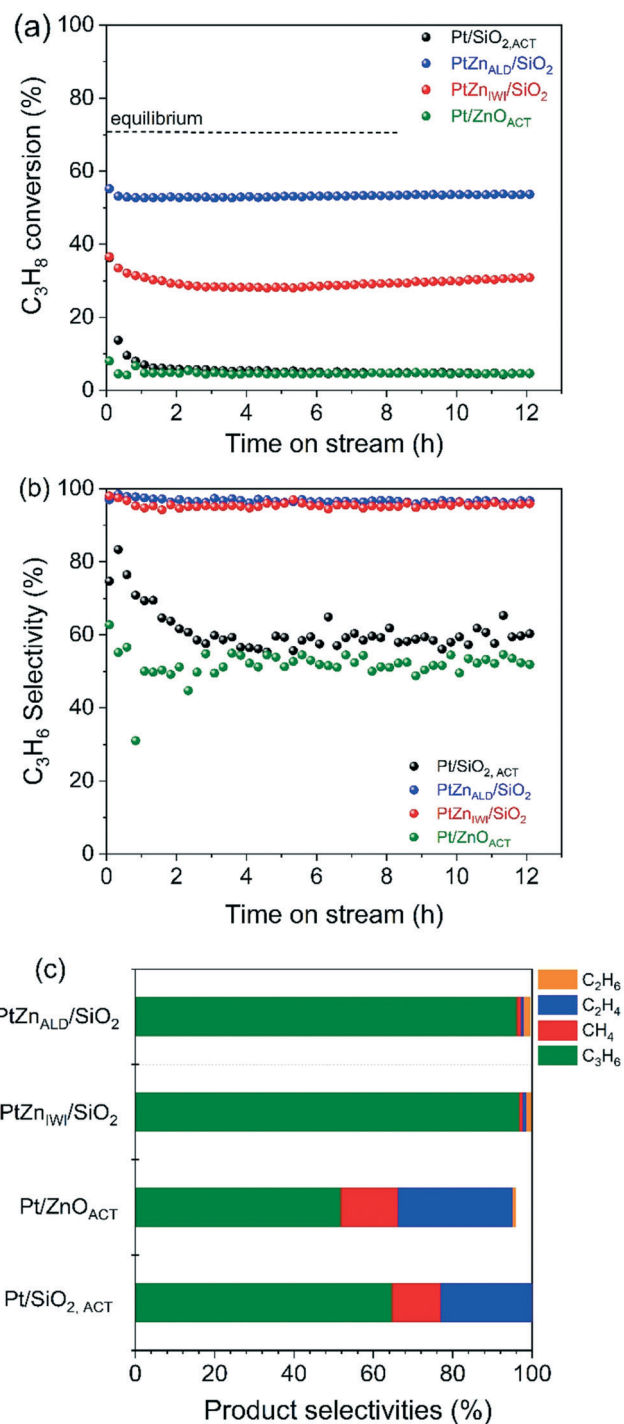 (a)
100
80
60
40
20
0
C₃H₈ conversion (%)
Pt/SiO₂,ACT
PtZnALD/SiO₂
PtZnIWI/SiO₂
Pt/ZnOACT
equilibrium
0 2 4 6 8 10 12
Time on stream (h)
(b)
100
80
60
40
20
0
C₃H₆ Selectivity (%)
Pt/SiO₂, ACT
PtZnALD/SiO₂
PtZnIWI/SiO₂
Pt/ZnOACT
0 2 4 6 8 10 12
Time on stream (h)
(c)
C₂H₆
C₂H₄
CH₄
C₃H₆
PtZnALD/SiO₂
PtZnIWI/SiO₂
Pt/ZnOACT
Pt/SiO₂, ACT
0 20 40 60 80 100
Product selectivities (%)